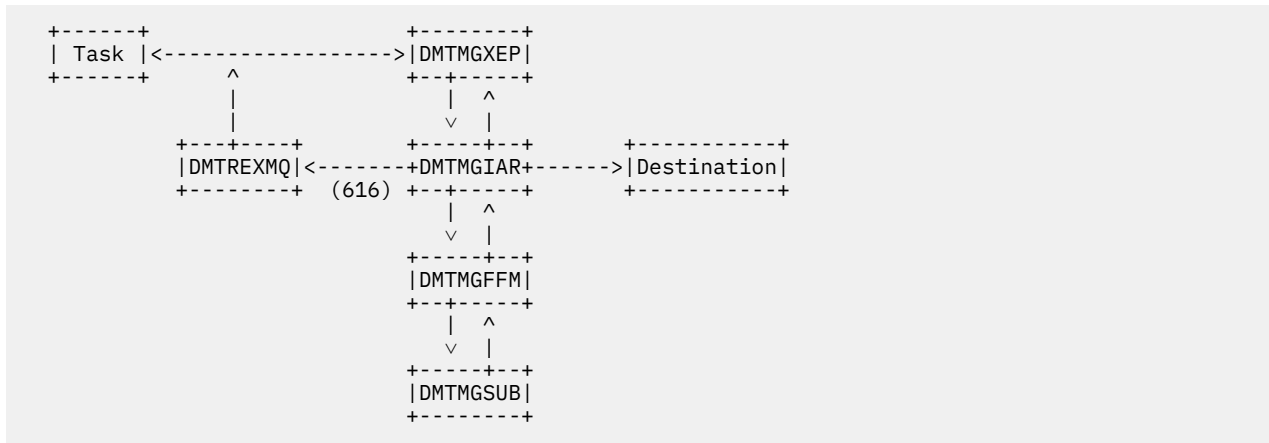 +------+                            +--------+
| Task |<-------------------------->|DMTMGXEP|
+------+      ^                     +--+-----+
              |                        |  ^
              |                        v  |
          +---+----+                +-----+--+        +-----------+
          |DMTREXMQ|<-------+DMTMGIAR+------>|Destination|
          +--------+  (616) +--+-----+       +-----------+
                               |  ^
                               v  |
                            +-----+--+
                            |DMTMGFFM|
                            +--+-----+
                               |  ^
                               v  |
                            +-----+--+
                            |DMTMGSUB|
                            +--------+